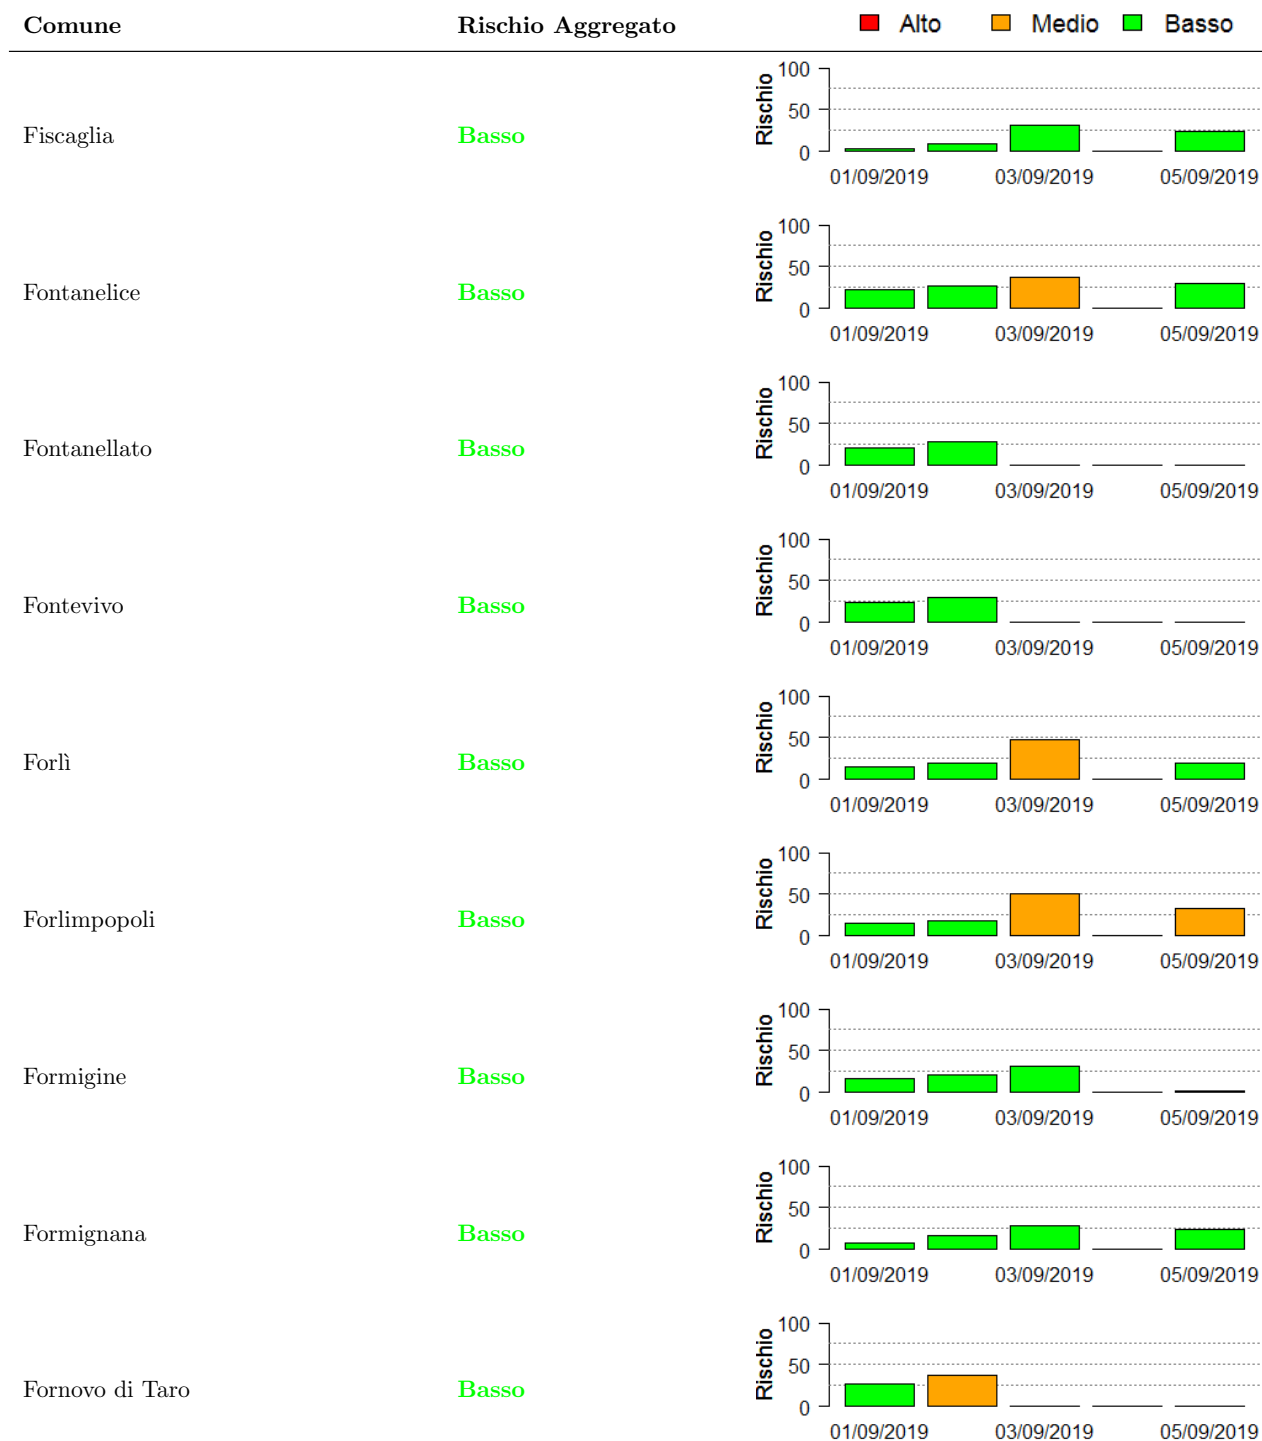 Comune Rischio Aggregato Alto Medio Basso
100
50
0
Rischio
Fiscaglia Basso
01/09/2019 03/09/2019 05/09/2019
100
50
0
Rischio
Fontanelice Basso
01/09/2019 03/09/2019 05/09/2019
100
50
0
Rischio
Fontanellato Basso
01/09/2019 03/09/2019 05/09/2019
100
50
0
Rischio
Fontevivo Basso
01/09/2019 03/09/2019 05/09/2019
100
50
0
Rischio
Forlì Basso
01/09/2019 03/09/2019 05/09/2019
100
50
0
Rischio
Forlimpopoli Basso
01/09/2019 03/09/2019 05/09/2019
100
50
0
Rischio
Formigine Basso
01/09/2019 03/09/2019 05/09/2019
100
50
0
Rischio
Formignana Basso
01/09/2019 03/09/2019 05/09/2019
100
50
0
Rischio
Fornovo di Taro Basso
01/09/2019 03/09/2019 05/09/2019